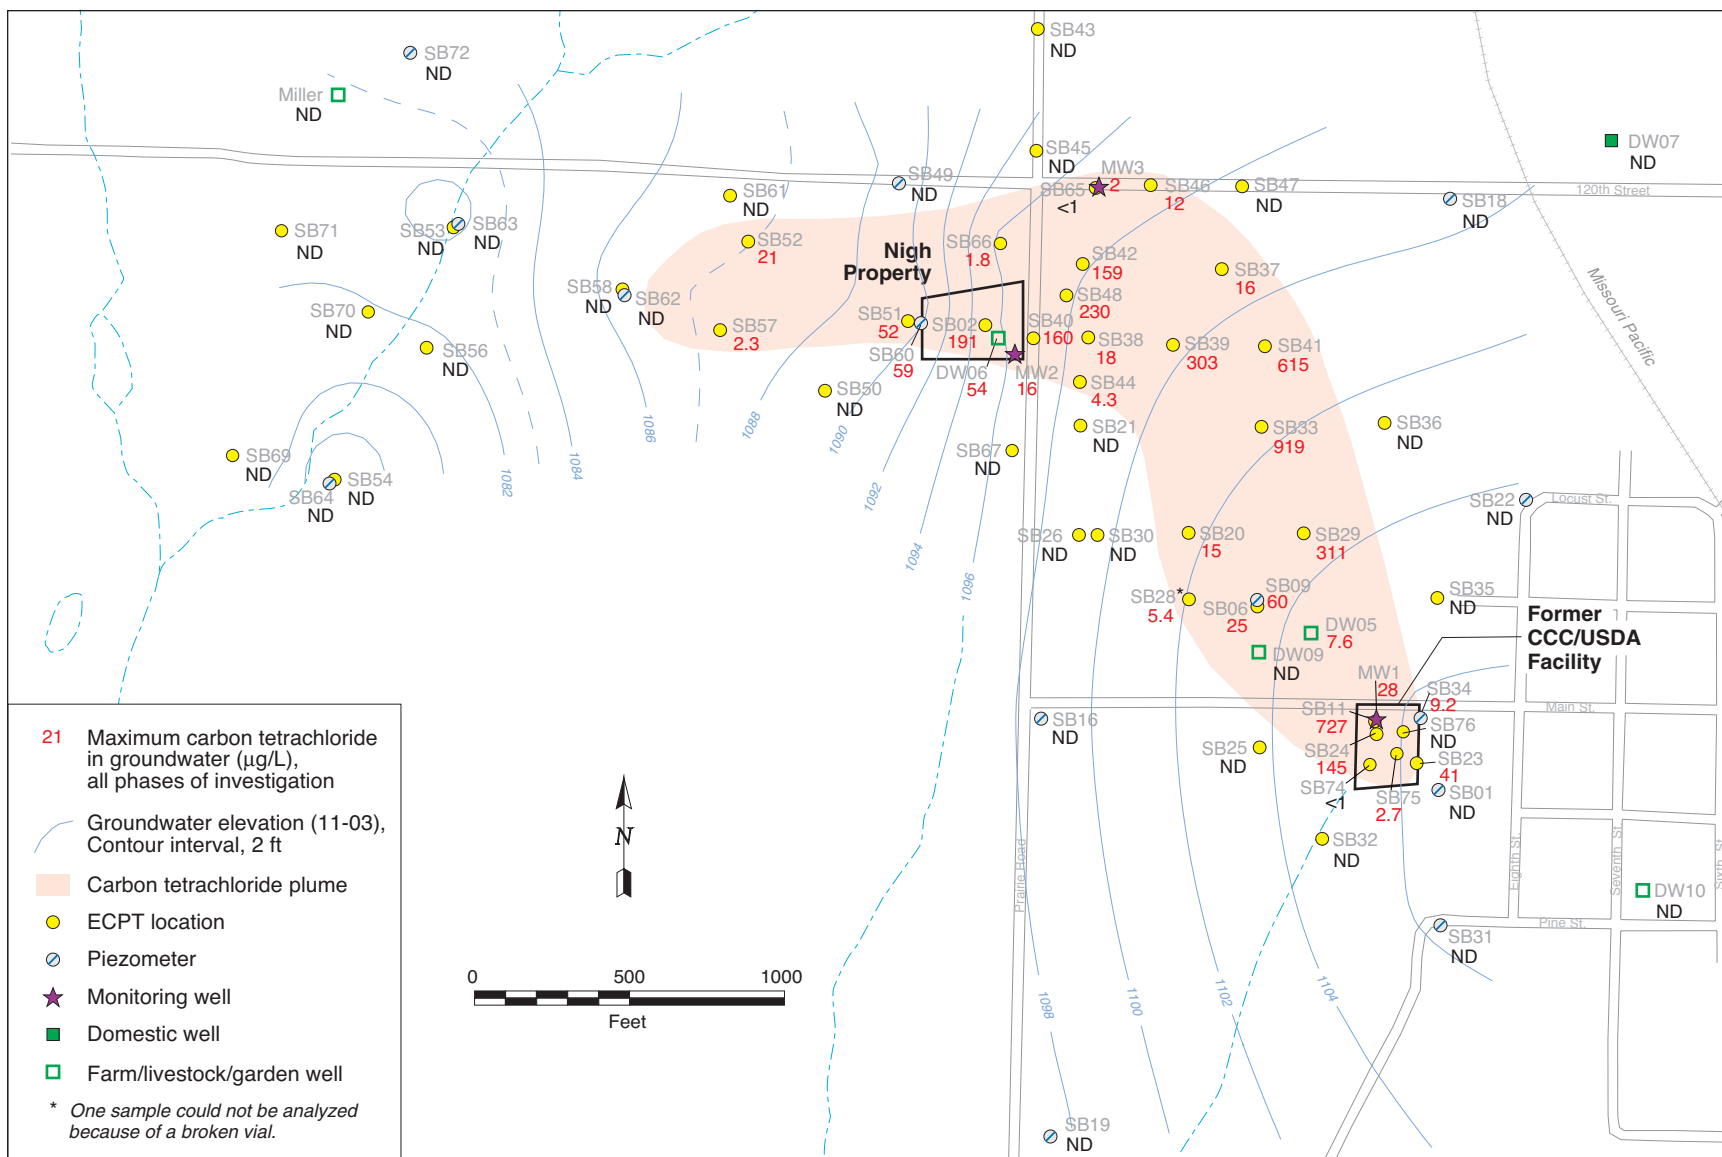 SB43
ND
SB72
ND
Miller
ND
DW07
ND
SB45
ND
MW3
2
SB65
<1
SB46
12
SB47
ND
120th Street
SB18
ND
SB49
ND
SB61
ND
SB71
ND
SB53
ND
SB63
ND
SB52
21
Nigh
Property
SB66
1.8
SB42
159
SB37
16
Missouri Pacific
SB58
ND
SB62
ND
SB48
230
SB70
ND
SB57
2.3
SB51
52
SB02
191
SB40
160
SB38
18
SB39
303
SB41
615
SB56
ND
SB60
59
DW06
54
MW2
16
SB44
4.3
SB50
ND
SB21
ND
SB33
919
SB36
ND
1086
1088
1090
SB67
ND
SB69
ND
SB54
ND
SB64
ND
1082
1084
1092
1094
1096
SB22
ND
Locust St.
SB26
ND
SB30
ND
SB20
15
SB29
311
SB28*
5.4
SB09
60
SB06
25
SB35
ND
DW05
7.6
DW09
ND
Former
CCC/USDA
Facility
MW1
28
SB34
9.2
Main St.
SB11
727
SB76
ND
SB16
ND
SB25
ND
SB24
145
SB23
41
SB74
<1
SB75
2.7
SB01
ND
SB32
ND
Prairie Road
Eighth St.
Seventh St.
Sixth St.
DW10
ND
Pine St.
SB31
ND
1098
1100
1102
1104
SB19
ND
N
0
500
1000
Feet
21
Maximum carbon tetrachloride
in groundwater (µg/L),
all phases of investigation
Groundwater elevation (11-03),
Contour interval, 2 ft
Carbon tetrachloride plume
ECPT location
Piezometer
Monitoring well
Domestic well
Farm/livestock/garden well
* One sample could not be analyzed
because of a broken vial.